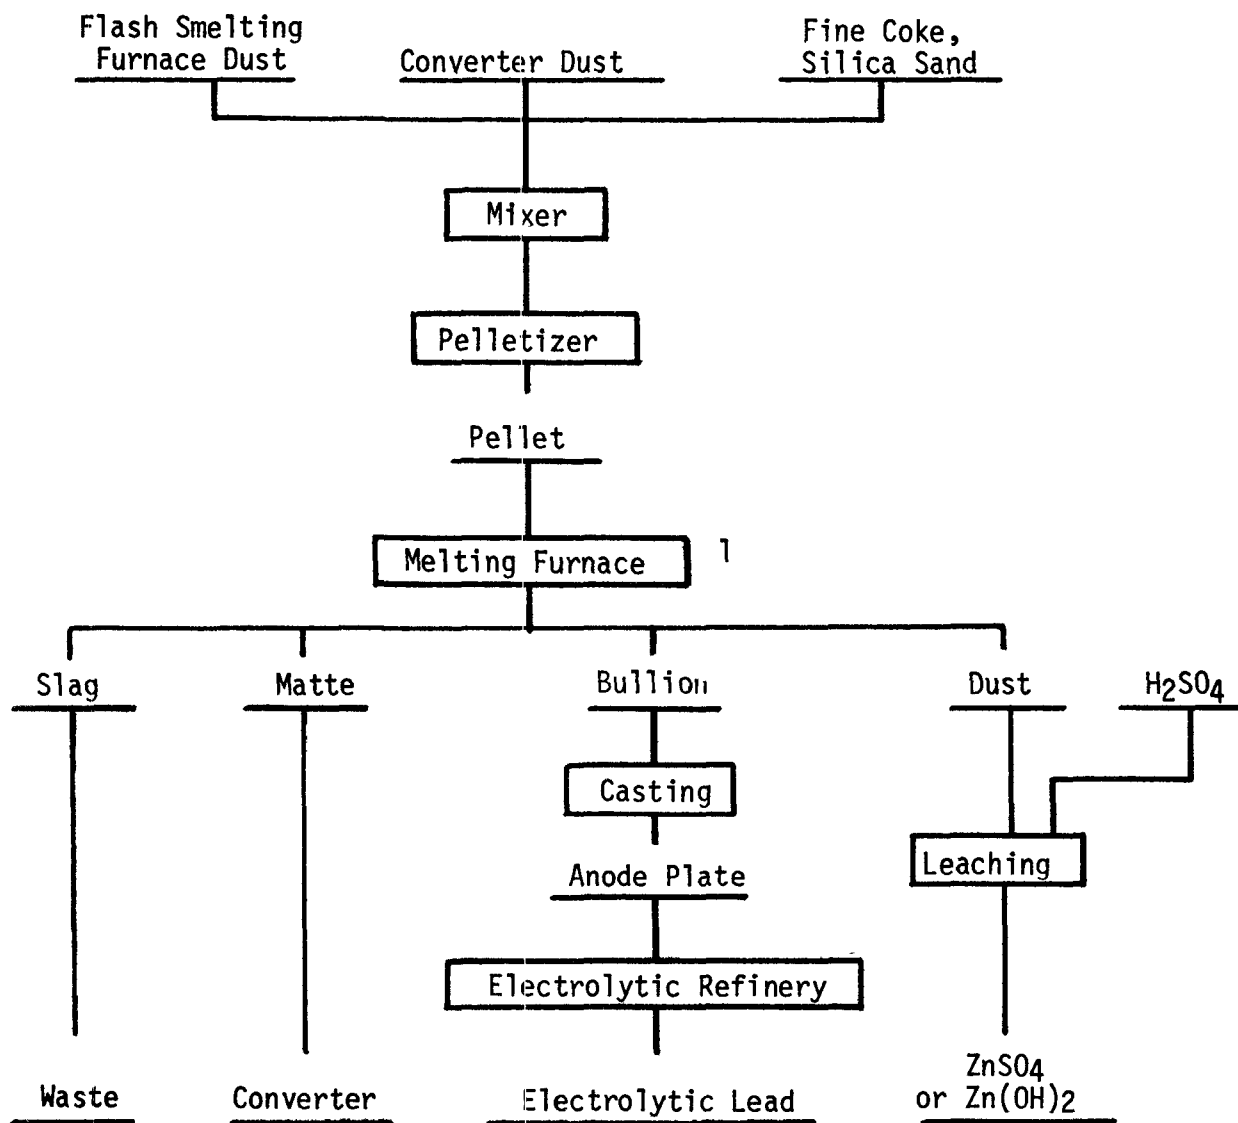 Flash Smelting
Furnace Dust
Converter Dust
Fine Coke,
Silica Sand
Mixer
Pelletizer
Pellet
Melting Furnace
1
Slag
Matte
Bullion
Dust
H2SO4
Casting
Leaching
Anode Plate
Electrolytic Refinery
Waste
Converter
Electrolytic Lead
ZnSO4
or Zn(OH)2